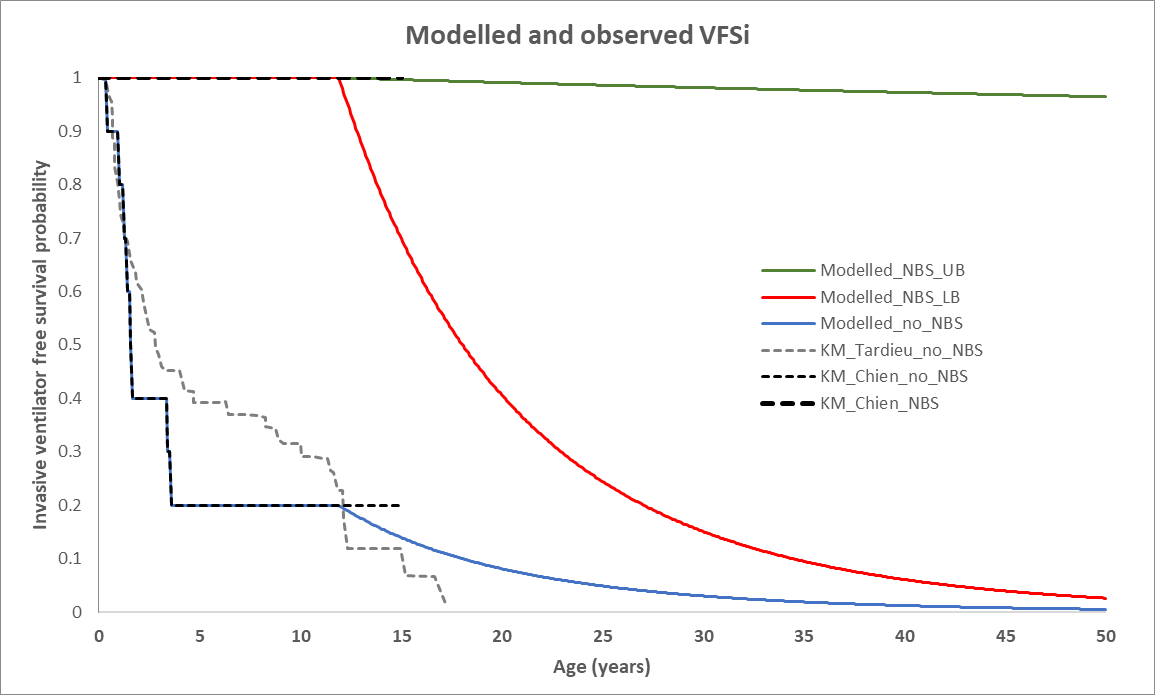 Modelled and observed VFSi
Invasive ventilator free survival probability
1
0.9
0.8
0.7
0.6
0.5
0.4
0.3
0.2
0.1
0
Modelled_NBS_UB
Modelled_NBS_LB
Modelled_no_NBS
KM_Tardieu_no_NBS
KM_Chien_no_NBS
KM_Chien_NBS
0 5 10 15 20 25 30 35 40 45 50
Age (years)